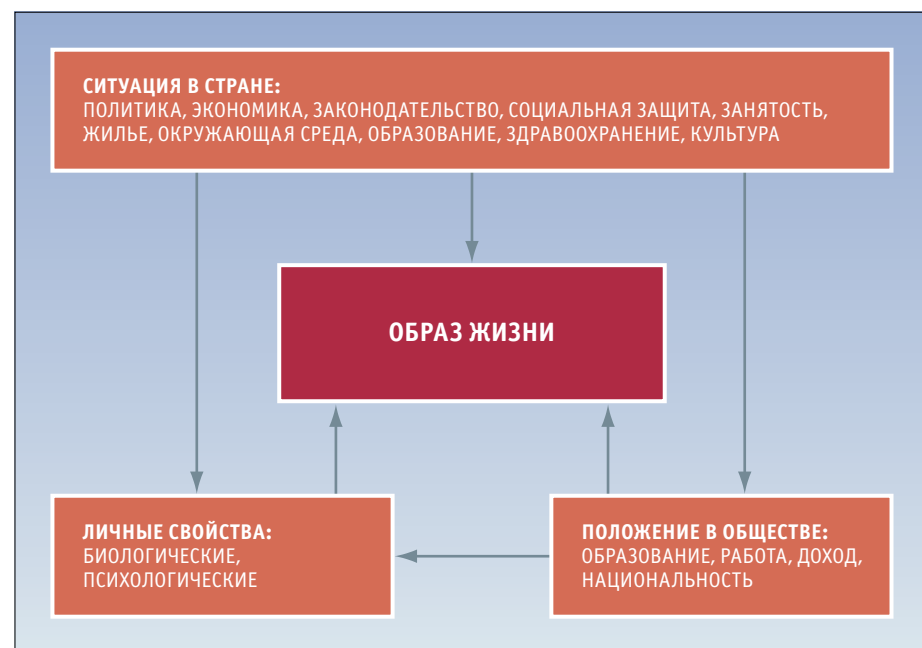 СИТУАЦИЯ В СТРАНЕ:
ПОЛИТИКА, ЭКОНОМИКА, ЗАКОНОДАТЕЛЬСТВО, СОЦИАЛЬНАЯ ЗАЩИТА, ЗАНЯТОСТЬ,
ЖИЛЬЕ, ОКРУЖАЮЩАЯ СРЕДА, ОБРАЗОВАНИЕ, ЗДРАВООХРАНЕНИЕ, КУЛЬТУРА
ОБРАЗ ЖИЗНИ
ЛИЧНЫЕ СВОЙСТВА:
БИОЛОГИЧЕСКИЕ,
ПСИХОЛОГИЧЕСКИЕ
ПОЛОЖЕНИЕ В ОБЩЕСТВЕ:
ОБРАЗОВАНИЕ, РАБОТА, ДОХОД,
НАЦИОНАЛЬНОСТЬ